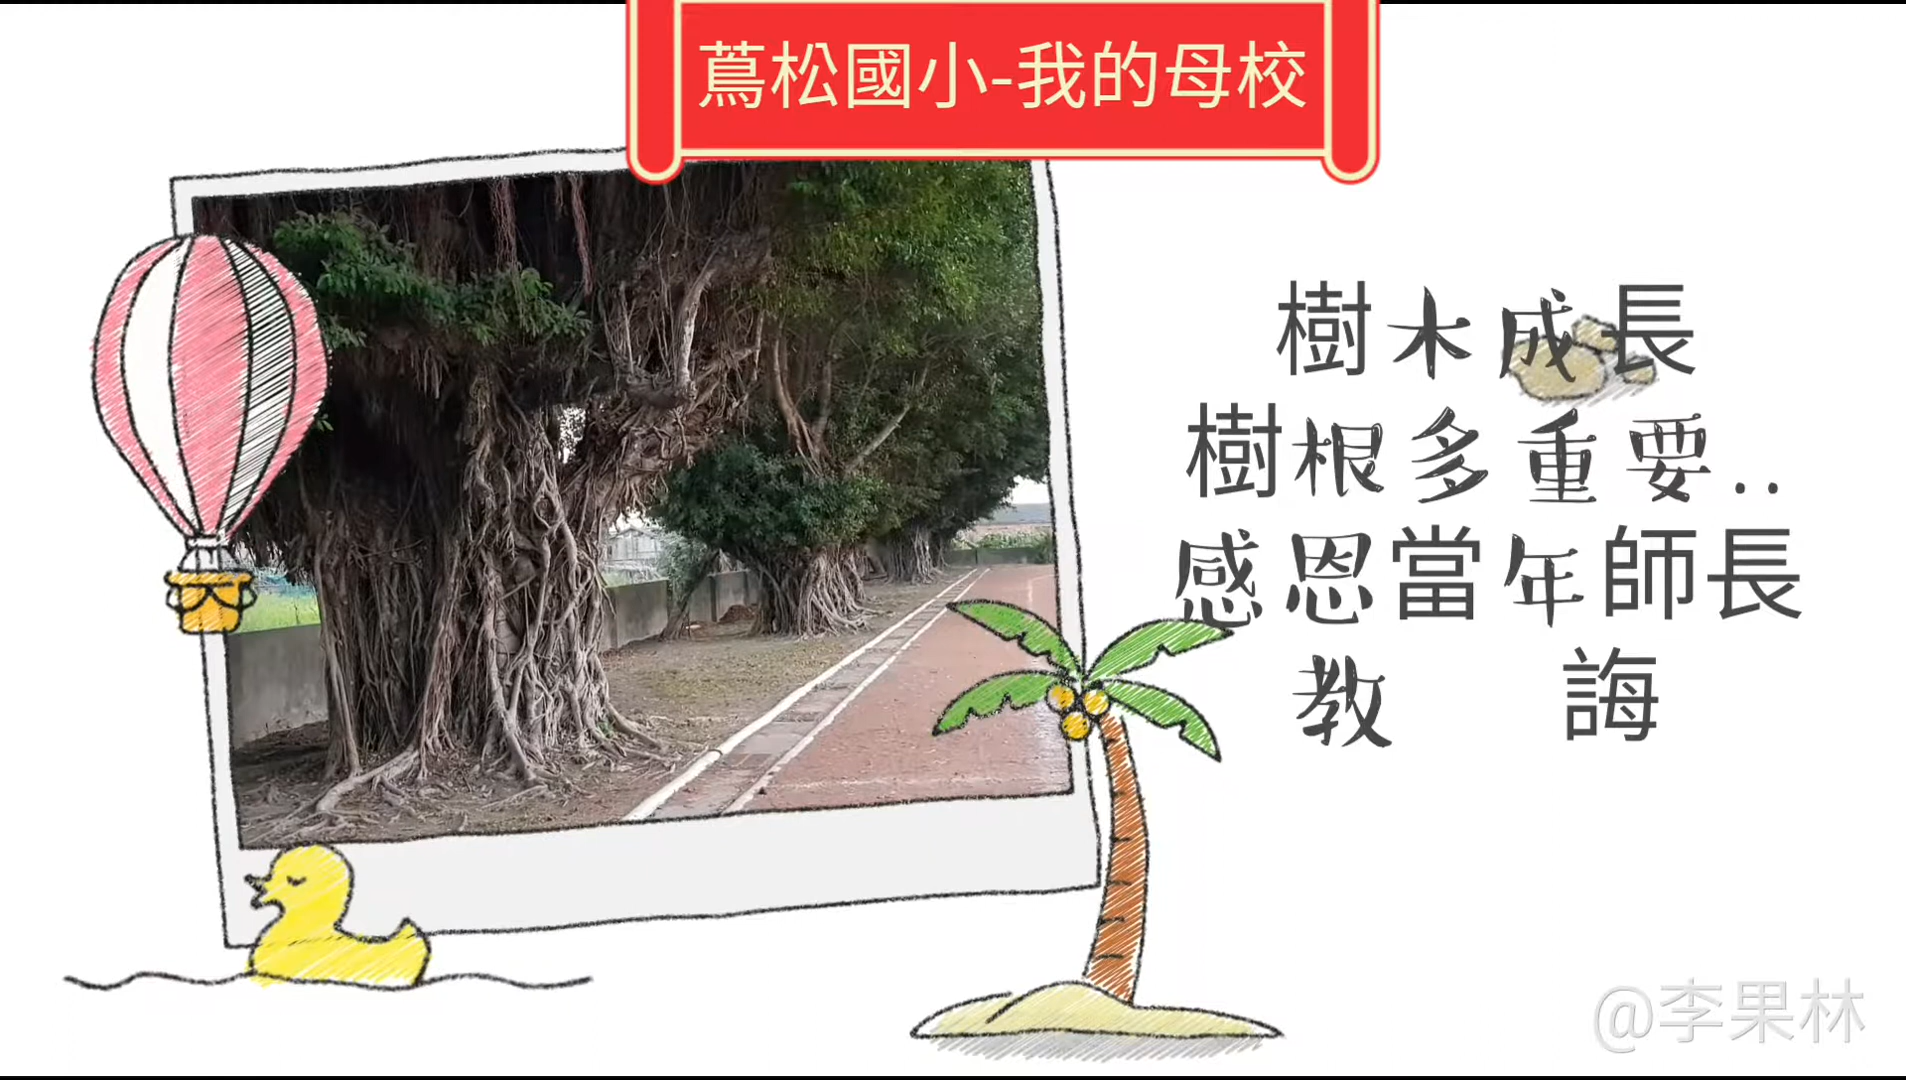 蔦松國小-我的母校
樹木成長
樹根多重要..
感恩當年師長
教 誨
@李果林